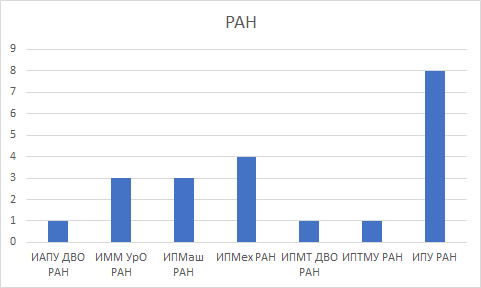 РАН
9
8
7
6
5
4
3
2
1
0
ИАПУ ДВО
РАН
ИММ УрО
РАН
ИПМаш
РАН
ИПМех РАН
ИПМТ ДВО
РАН
ИПТМУ РАН
ИПУ РАН